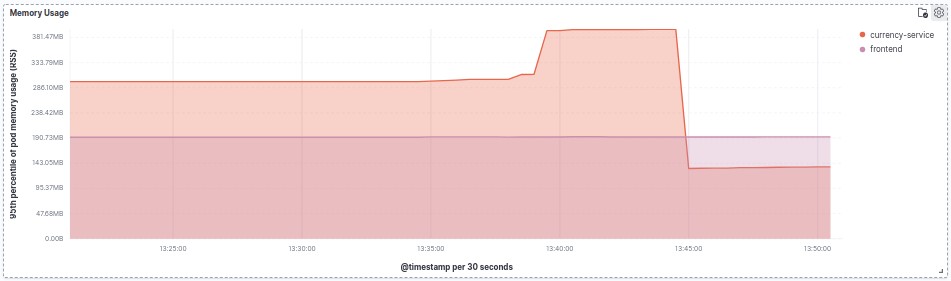 Memory Usage
381.47MB
333.79MB
286.10MB
238.42MB
190.73MB
143.05MB
95.37MB
47.68MB
0.00B
95th percentile of pod memory usage (RSS)
13:25:00
13:30:00
13:35:00
13:40:00
13:45:00
13:50:00
@timestamp per 30 seconds
currency-service
frontend